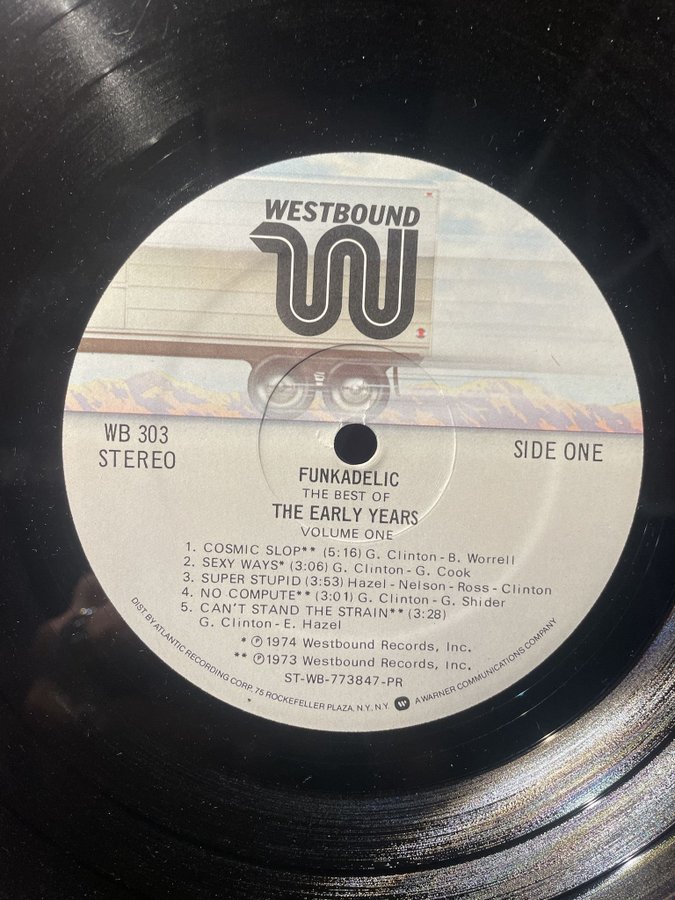 WESTBOUND
WB 303
STEREO
SIDE ONE
FUNKADELIC
THE BEST OF
THE EARLY YEARS
VOLUME ONE
1. COSMIC SLOP** (5:16) G. Clinton - B. Worrell
2. SEXY WAYS* (3:06) G. Clinton - G. Cook
3. SUPER STUPID (3:53) Hazel - Nelson - Ross - Clinton
4. NO COMPUTE** (3:01) G. Clinton - G. Shider
5. CAN'T STAND THE STRAIN** (3:28)
G. Clinton - E. Hazel
* ℗ 1974 Westbound Records, Inc.
** ℗ 1973 Westbound Records, Inc.
ST-WB-773847-PR
DIST. BY ATLANTIC RECORDING CORP. 75 ROCKEFELLER PLAZA, N.Y., N.Y. W A WARNER COMMUNICATIONS COMPANY